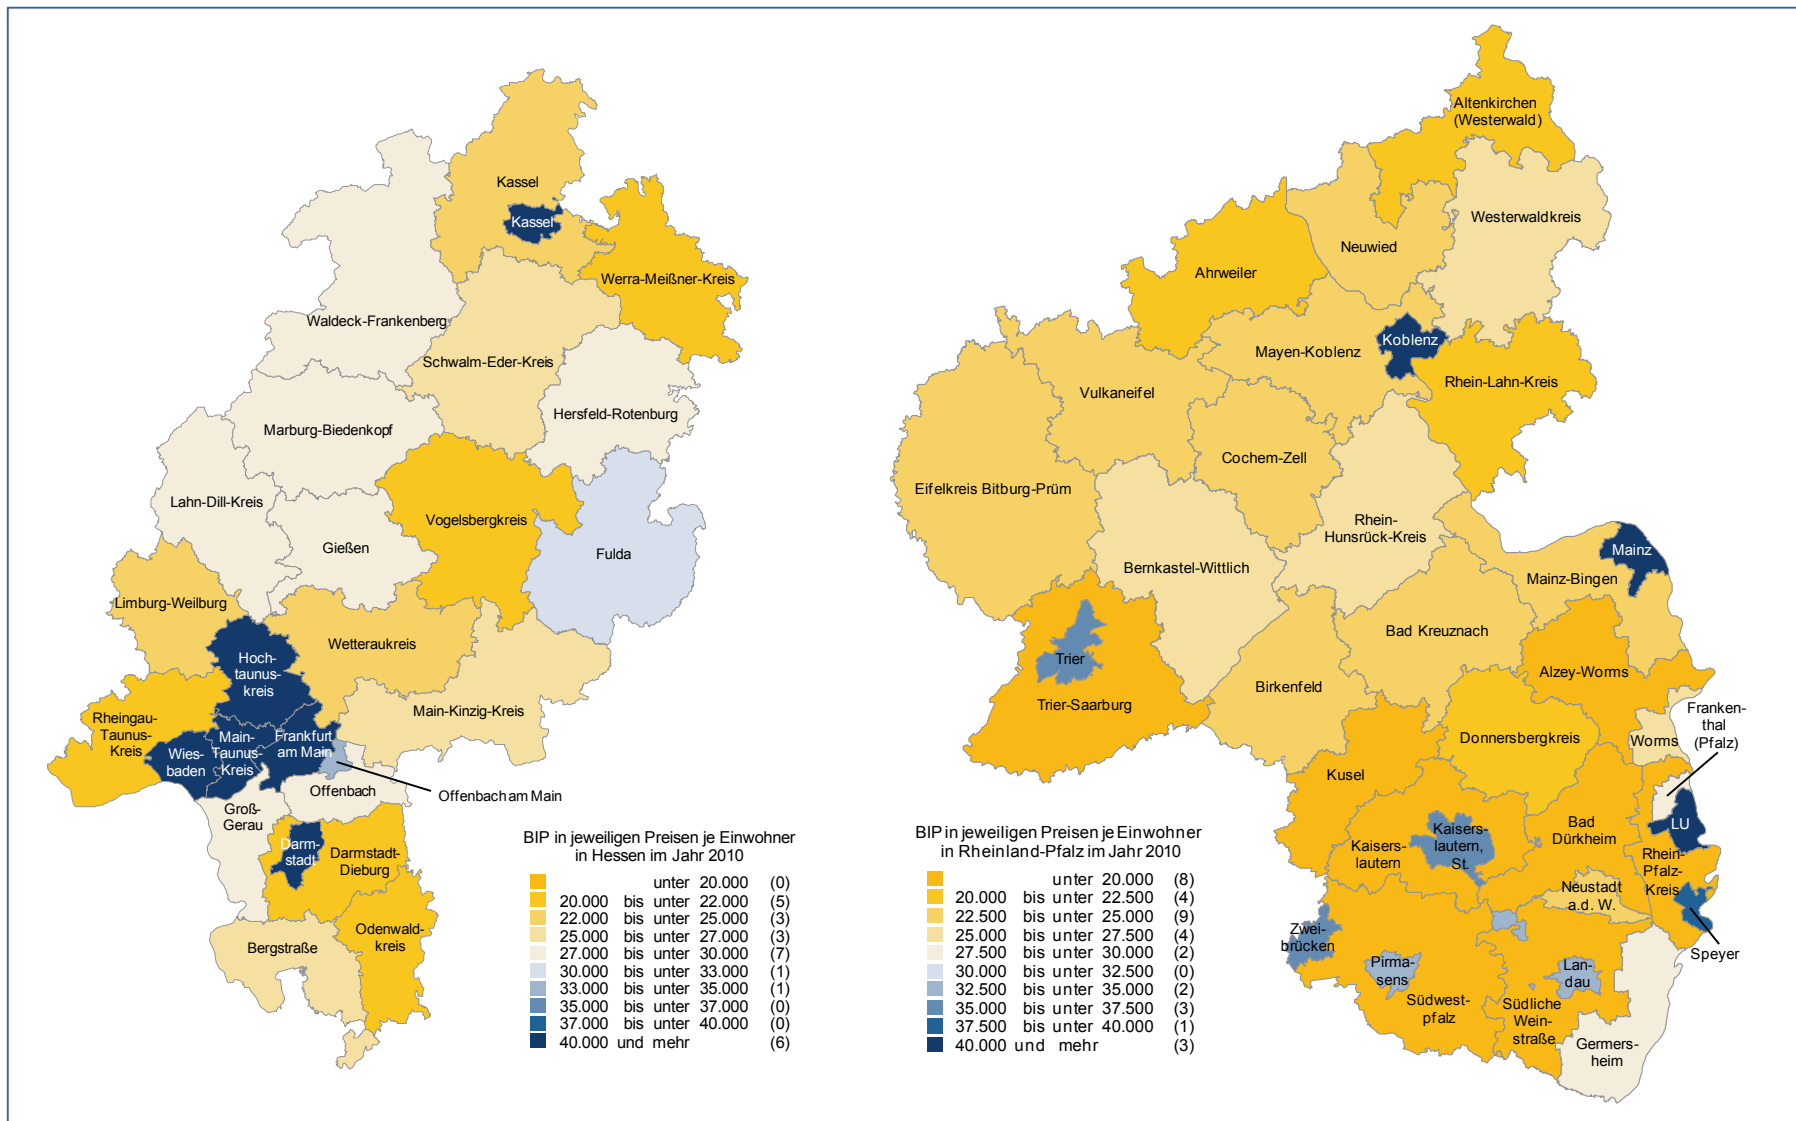 Kassel
Kassel
Werra-Meißner-Kreis
Waldeck-Frankenberg
Schwalm-Eder-Kreis
Hersfeld-Rotenburg
Marburg-Biedenkopf
Lahn-Dill-Kreis
Gießen
Vogelsbergkreis
Fulda
Limburg-Weilburg
Wetteraukreis
Hoch-
taunus-
kreis
Main-Kinzig-Kreis
Rheingau-
Taunus-
Kreis
Wies-
baden
Main-
Taunus-
Kreis
Frankfurt
am Main
Offenbach am Main
Offenbach
Groß-
Gerau
Darm-
stadt
Darmstadt-
Dieburg
Odenwald-
kreis
Bergstraße
BIP in jeweiligen Preisen je Einwohner
in Hessen im Jahr 2010
unter 20.000 (0)
20.000 bis unter 22.000 (5)
22.000 bis unter 25.000 (3)
25.000 bis unter 27.000 (3)
27.000 bis unter 30.000 (7)
30.000 bis unter 33.000 (1)
33.000 bis unter 35.000 (1)
35.000 bis unter 37.000 (0)
37.000 bis unter 40.000 (0)
40.000 und mehr (6)
Altenkirchen
(Westerwald)
Westerwaldkreis
Neuwied
Ahrweiler
Koblenz
Mayen-Koblenz
Rhein-Lahn-Kreis
Vulkaneifel
Cochem-Zell
Eifelkreis Bitburg-Prüm
Rhein-
Hunsrück-Kreis
Mainz
Bernkastel-Wittlich
Mainz-Bingen
Bad Kreuznach
Trier
Alzey-Worms
Birkenfeld
Trier-Saarburg
Franken-
thal
(Pfalz)
Donnersbergkreis
Worms
Kusel
LU
Kaisers-
lautern,
St.
Bad
Dürkheim
Kaisers-
lautern
Rhein-
Pfalz-
Kreis
Neustadt
a.d. W.
Zwei-
brücken
Speyer
Pirma-
sens
Lan-
dau
Südwest-
pfalz
Südliche
Wein-
straße
Germers-
heim
BIP in jeweiligen Preisen je Einwohner
in Rheinland-Pfalz im Jahr 2010
unter 20.000 (8)
20.000 bis unter 22.500 (4)
22.500 bis unter 25.000 (9)
25.000 bis unter 27.500 (4)
27.500 bis unter 30.000 (2)
30.000 bis unter 32.500 (0)
32.500 bis unter 35.000 (2)
35.000 bis unter 37.500 (3)
37.500 bis unter 40.000 (1)
40.000 und mehr (3)